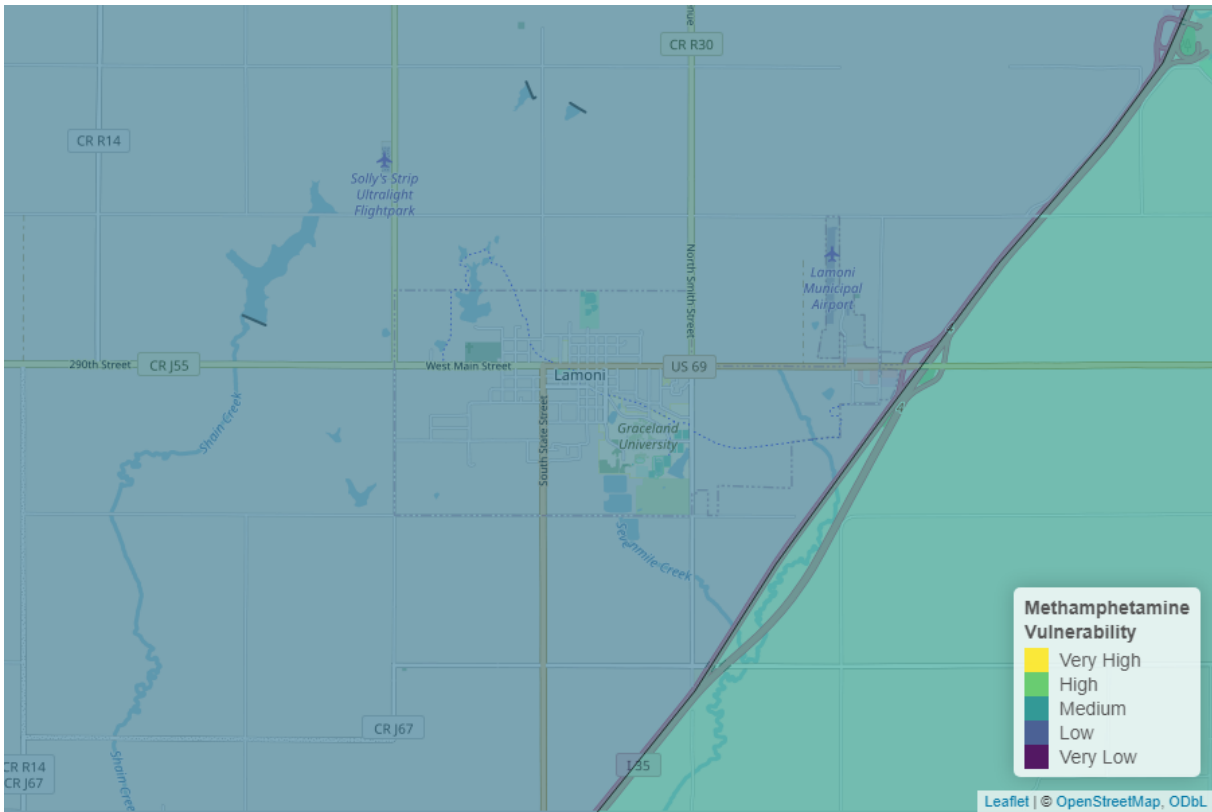 CR R30
nue
CR R14
Solly's Strip
Ultralight
Flightpark
North Smith Street
Lamoni
Municipal
Airport
290th Street
CR J55
West Main Street
US 69
Lamoni
Shain Creek
South State Street
Graceland
University
Sevenmile Creek
CR J67
I 35
CR R14
CR J67
Shain Cree
Methamphetamine
Vulnerability
Very High
High
Medium
Low
Very Low
Leaflet | © OpenStreetMap, ODbL